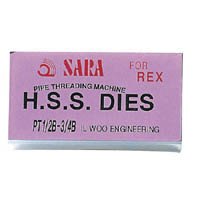 SARA
FOR
REX
PIPE THREADING MACHINE
H.S.S. DIES
PT1/2B-3/4B IL WOO ENGINEERING